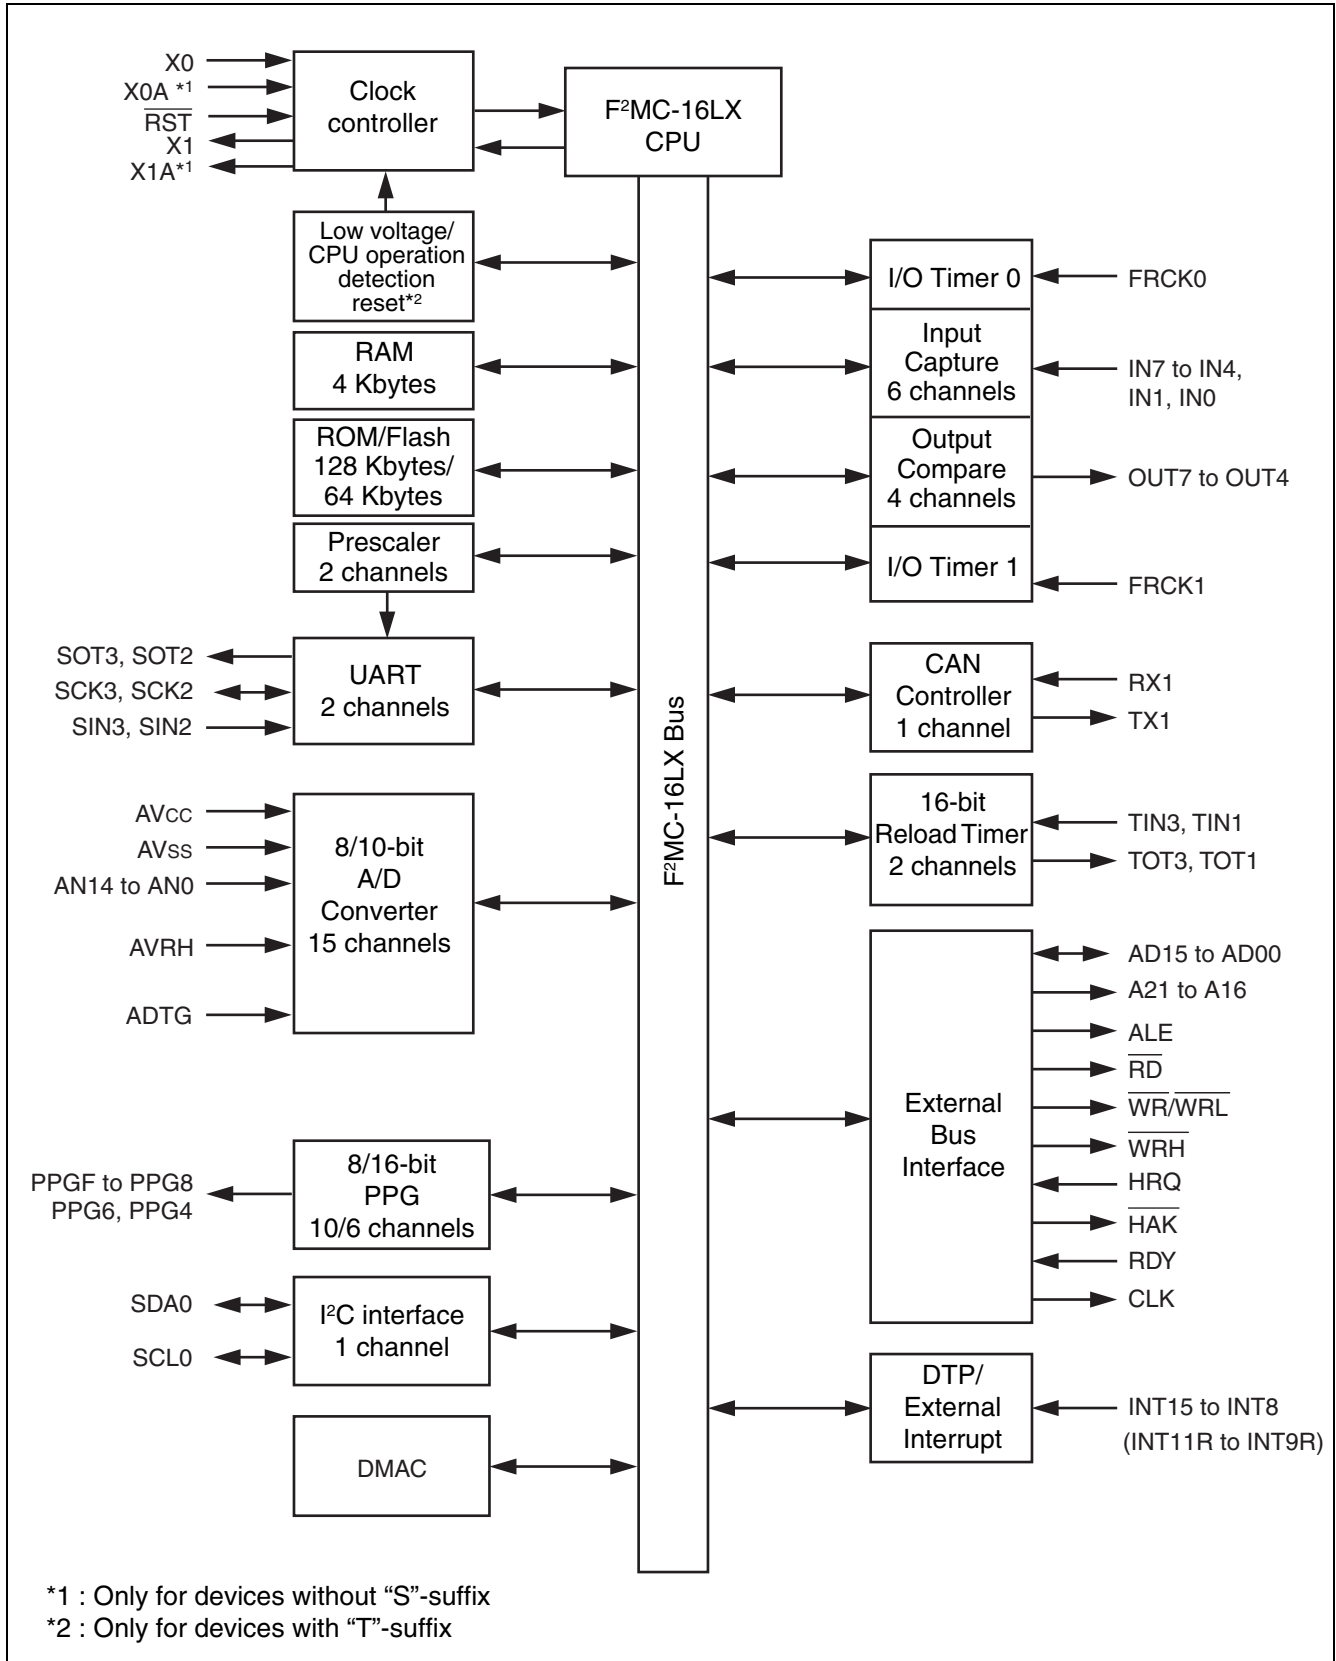 X0
X0A *1
RST
X1
X1A*1
Clock
controller
F²MC-16LX
CPU
Low voltage/
CPU operation
detection
reset*2
RAM
4 Kbytes
ROM/Flash
128 Kbytes/
64 Kbytes
Prescaler
2 channels
SOT3, SOT2
SCK3, SCK2
SIN3, SIN2
UART
2 channels
AVCC
AVSS
AN14 to AN0
AVRH
ADTG
8/10-bit
A/D
Converter
15 channels
PPGF to PPG8
PPG6, PPG4
8/16-bit
PPG
10/6 channels
SDA0
SCL0
I²C interface
1 channel
DMAC
F²MC-16LX Bus
I/O Timer 0
FRCK0
Input
Capture
6 channels
IN7 to IN4,
IN1, IN0
Output
Compare
4 channels
OUT7 to OUT4
I/O Timer 1
FRCK1
CAN
Controller
1 channel
RX1
TX1
16-bit
Reload Timer
2 channels
TIN3, TIN1
TOT3, TOT1
External
Bus
Interface
AD15 to AD00
A21 to A16
ALE
RD
WR/WRL
WRH
HRQ
HAK
RDY
CLK
DTP/
External
Interrupt
INT15 to INT8
(INT11R to INT9R)
*1 : Only for devices without “S”-suffix
*2 : Only for devices with “T”-suffix